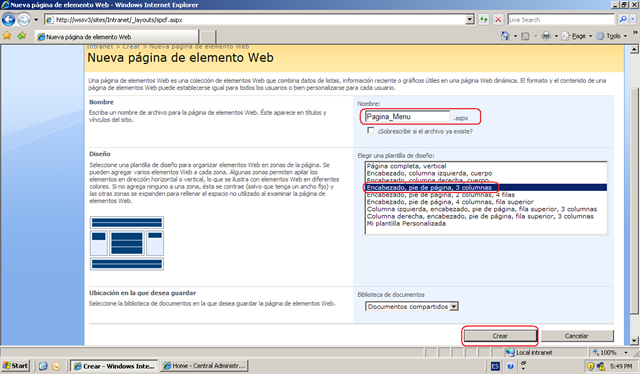 Nueva página de elemento Web - Windows Internet Explorer
http://wssv3/sites/Intranet/_layouts/spcf.aspx
Live Search
Nueva página de elemento Web
Page
Tools
Intranet > Crear > Nueva página de elemento Web
Nueva página de elemento Web
Una página de elementos Web es una colección de elementos Web que combina datos de listas, información reciente o gráficos útiles en una página Web dinámica. El formato y el contenido de una
página de elementos Web puede establecerse igual para todos los usuarios o bien personalizarse para cada usuario.
Nombre
Escriba un nombre de archivo para la página de elementos Web. Éste aparece en títulos y
vínculos del sitio.
Nombre:
Pagina_Menu .aspx
¿Sobrescribir si el archivo ya existe?
Diseño
Seleccione una plantilla de diseño para organizar elementos Web en zonas de la página. Se
pueden agregar varios elementos Web a cada zona. Algunas zonas permiten apilar los
elementos en dirección horizontal o vertical, lo que se ilustra con elementos Web en diferentes
colores. Si no agrega ninguno a una zona, ésta se contrae (salvo que tenga un ancho fijo) y
las otras zonas se expanden para rellenar el espacio no utilizado al examinar la página de
elementos Web.
Elegir una plantilla de diseño:
Página completa, vertical
Encabezado, columna izquierda, cuerpo
Encabezado, columna derecha, cuerpo
Encabezado, pie de página, 3 columnas
Encabezado, pie de página, 2 columnas, 4 filas
Encabezado, pie de página, 4 columnas, fila superior
Columna izquierda, encabezado, pie de página, fila superior, 3 columnas
Columna derecha, encabezado, pie de página, fila superior, 3 columnas
Mi plantilla Personalizada
Ubicación en la que desea guardar
Seleccione la biblioteca de documentos en la que desea guardar la página de elementos Web.
Biblioteca de documentos
Documentos compartidos
Crear
Cancelar
Local intranet
100%
Start
Crear - Windows Inte...
Home - Central Administr...
ES
5:49 PM